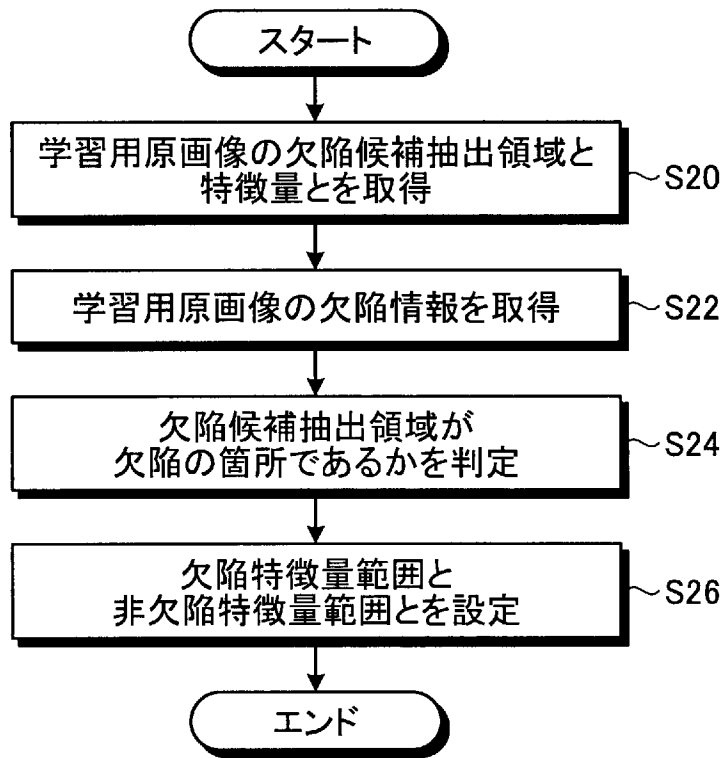 スタート
学習用原画像の欠陥候補抽出領域と
特徴量とを取得
S20
学習用原画像の欠陥情報を取得
S22
欠陥候補抽出領域が
欠陥の箇所であるかを判定
S24
欠陥特徴量範囲と
非欠陥特徴量範囲とを設定
S26
エンド